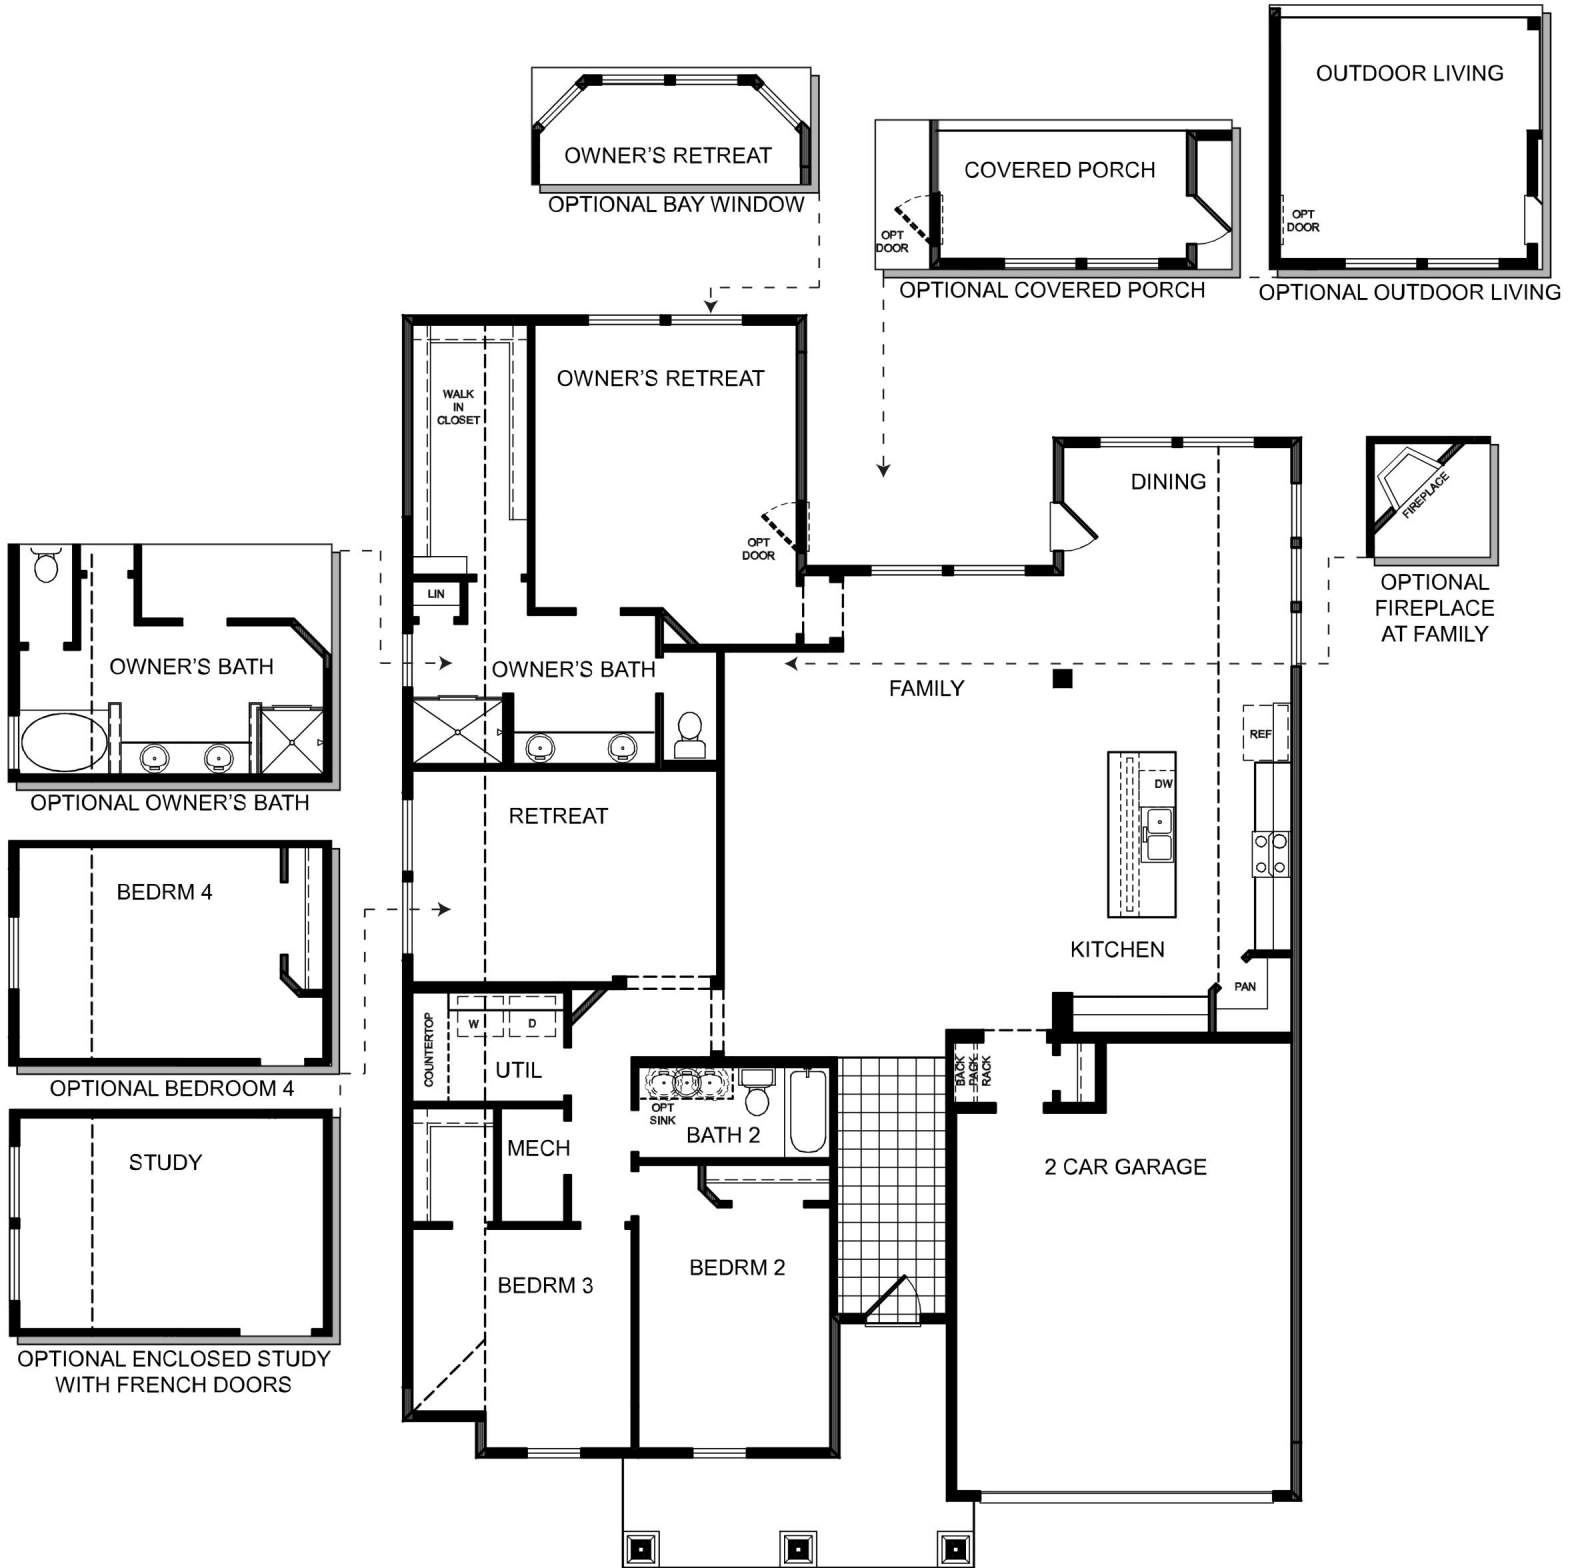 OUTDOOR LIVING
OPT
DOOR
OPTIONAL OUTDOOR LIVING
OWNER'S RETREAT
OPTIONAL BAY WINDOW
COVERED PORCH
OPT
DOOR
OPTIONAL COVERED PORCH
OWNER'S RETREAT
WALK
IN
CLOSET
OPT
DOOR
DINING
FIREPLACE
OPTIONAL
FIREPLACE
AT FAMILY
LIN
OWNER'S BATH
OWNER'S BATH
OPTIONAL OWNER'S BATH
FAMILY
REF
DW
RETREAT
BEDRM 4
OPTIONAL BEDROOM 4
KITCHEN
PAN
COUNTERTOP
W
D
UTIL
BACK
PACK
RACK
OPT
SINK
BATH 2
MECH
STUDY
OPTIONAL ENCLOSED STUDY
WITH FRENCH DOORS
2 CAR GARAGE
BEDRM 2
BEDRM 3